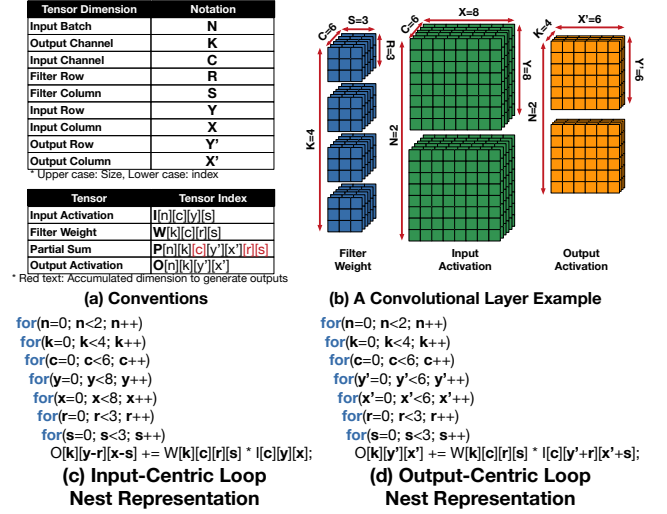 Tensor Dimension Notation
Input Batch N
Output Channel K
Input Channel C
Filter Row R
Filter Column S
Input Row Y
Input Column X
Output Row Y'
Output Column X'
* Upper case: Size, Lower case: index
Tensor Tensor Index
Input Activation I[n][c][y][s]
Filter Weight W[k][c][r][s]
Partial Sum P[n][k][c][y'][x'][r][s]
Output Activation O[n][k][y'][x']
* Red text: Accumulated dimension to generate outputs
(a) Conventions
C=6
S=3
R=3
K=4
Filter
Weight
C=6
X=8
Y=8
N=2
Input
Activation
K=4
X'=6
Y'=6
N=2
Output
Activation
(b) A Convolutional Layer Example
for(n=0; n<2; n++)
for(k=0; k<4; k++)
for(c=0; c<6; c++)
for(y=0; y<8; y++)
for(x=0; x<8; x++)
for(r=0; r<3; r++)
for(s=0; s<3; s++)
O[k][y-r][x-s] += W[k][c][r][s] * I[c][y][x];
(c) Input-Centric Loop
Nest Representation
for(n=0; n<2; n++)
for(k=0; k<4; k++)
for(c=0; c<6; c++)
for(y'=0; y'<6; y'++)
for(x'=0; x'<6; x'++)
for(r=0; r<3; r++)
for(s=0; s<3; s++)
O[k][y'][x'] += W[k][c][r][s] * I[c][y'+r][x'+s];
(d) Output-Centric Loop
Nest Representation